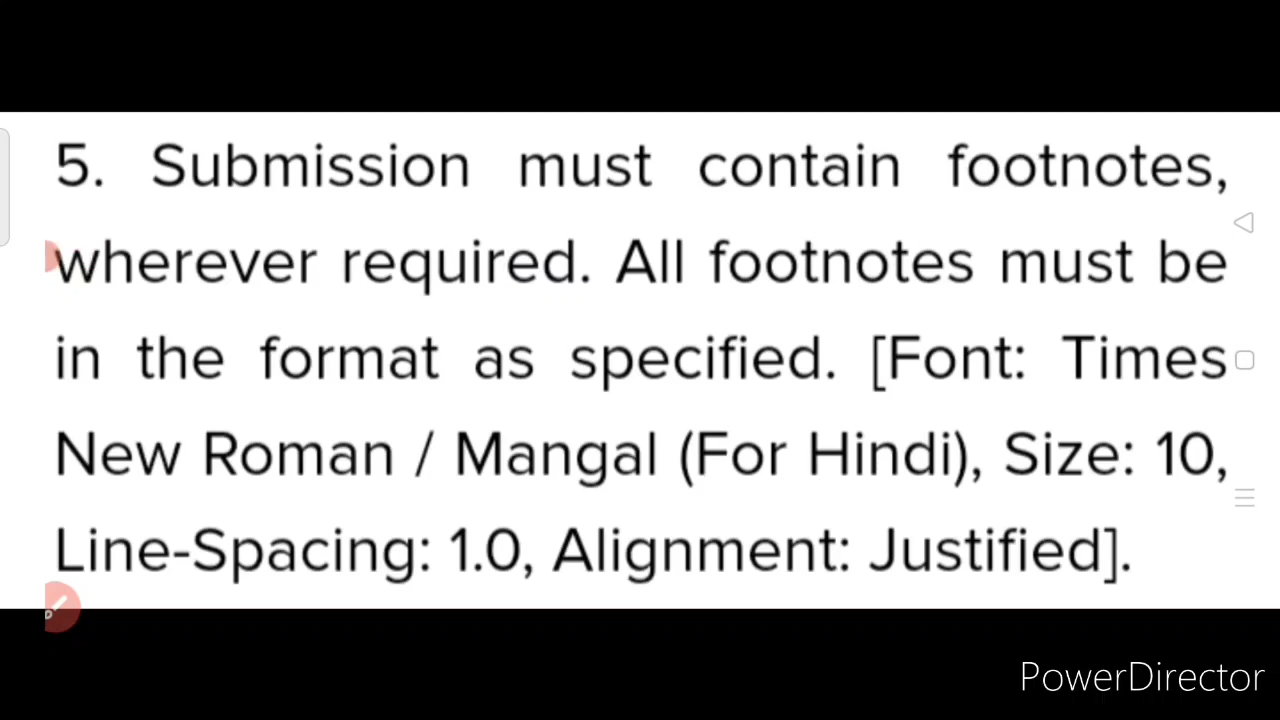 5. Submission must contain footnotes,
wherever required. All footnotes must be
in the format as specified. [Font: Times
New Roman / Mangal (For Hindi), Size: 10,
Line-Spacing: 1.0, Alignment: Justified].
PowerDirector